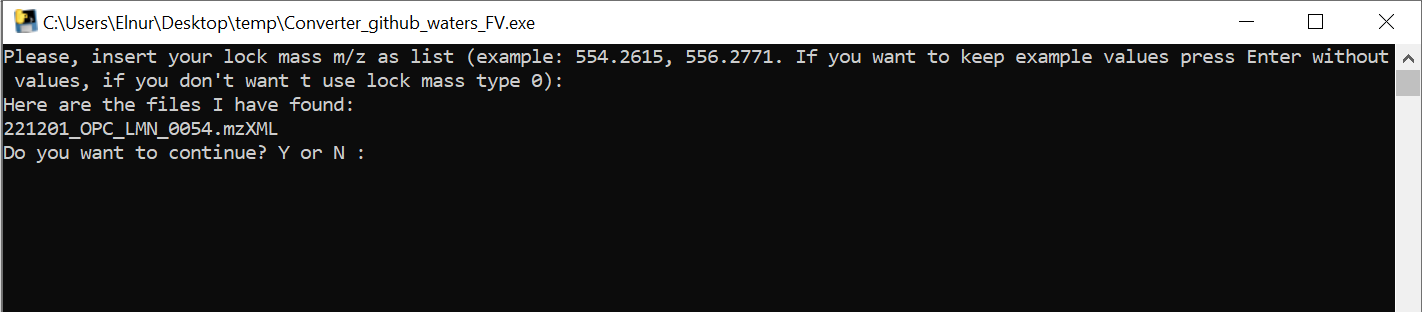 C:\Users\Elnur\Desktop\temp\Converter_github_waters_FV.exe
Please, insert your lock mass m/z as list (example: 554.2615, 556.2771. If you want to keep example values press Enter without
values, if you don't want t use lock mass type 0):
Here are the files I have found:
221201_OPC_LMN_0054.mzXML
Do you want to continue? Y or N :